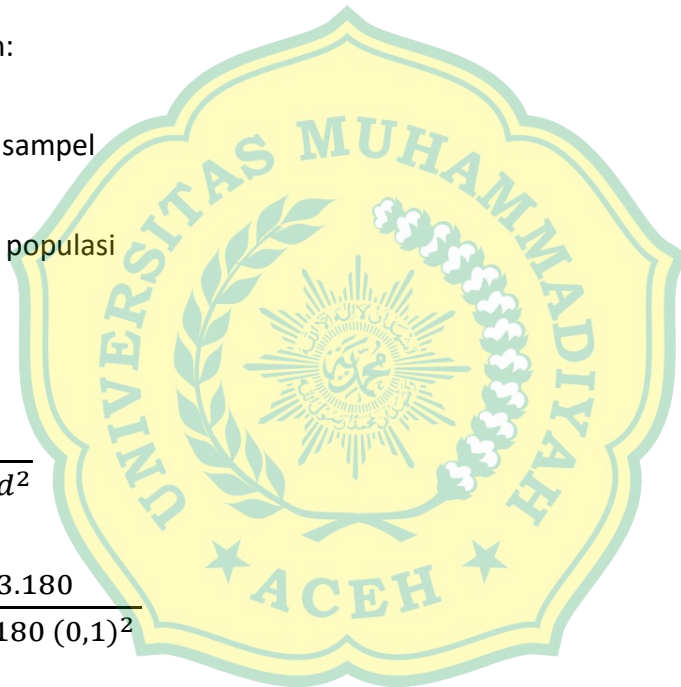 n:
sampel
populasi
d²
3.180
180 (0,1)²
UNIVERSITAS MUHAMMADIYAH
★ ACEH ★